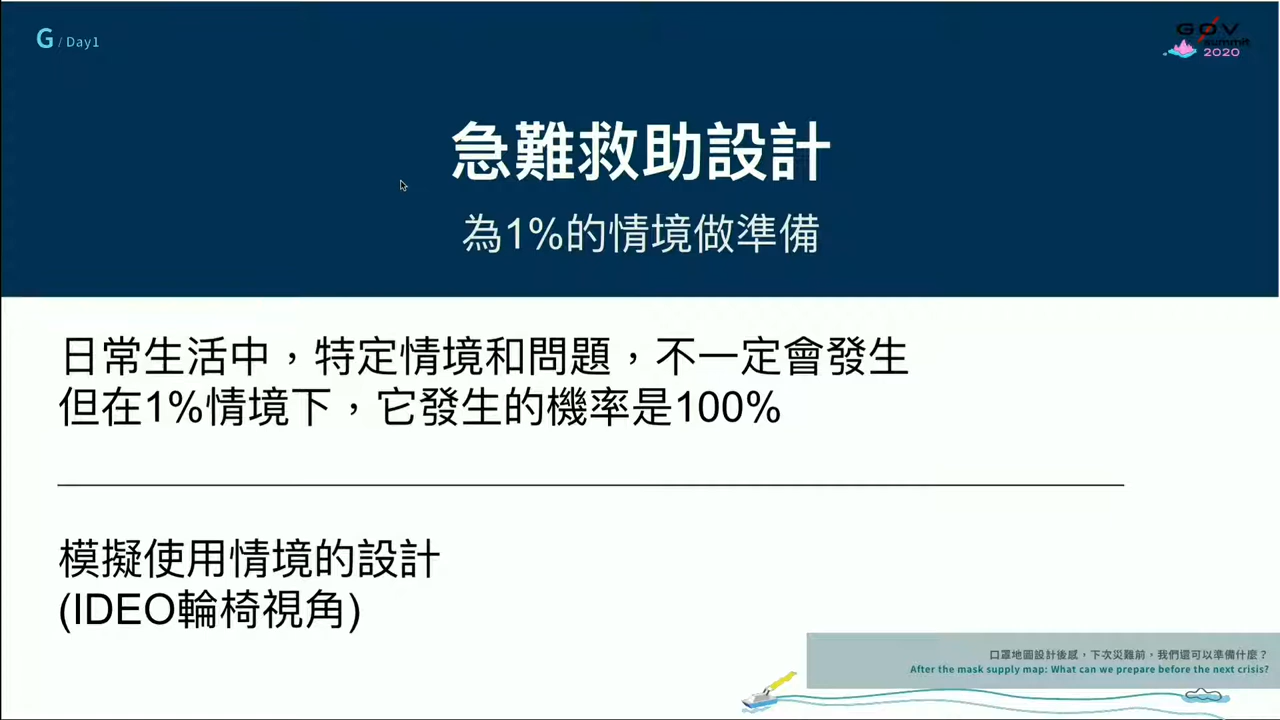 G / Day1
G0V
summit
2020
急難救助設計
為1%的情境做準備
日常生活中，特定情境和問題，不一定會發生
但在1%情境下，它發生的機率是100%
模擬使用情境的設計
(IDEO輪椅視角)
口罩地圖設計後感，下次災難前，我們還可以準備什麼？
After the mask supply map: What can we prepare before the next crisis?